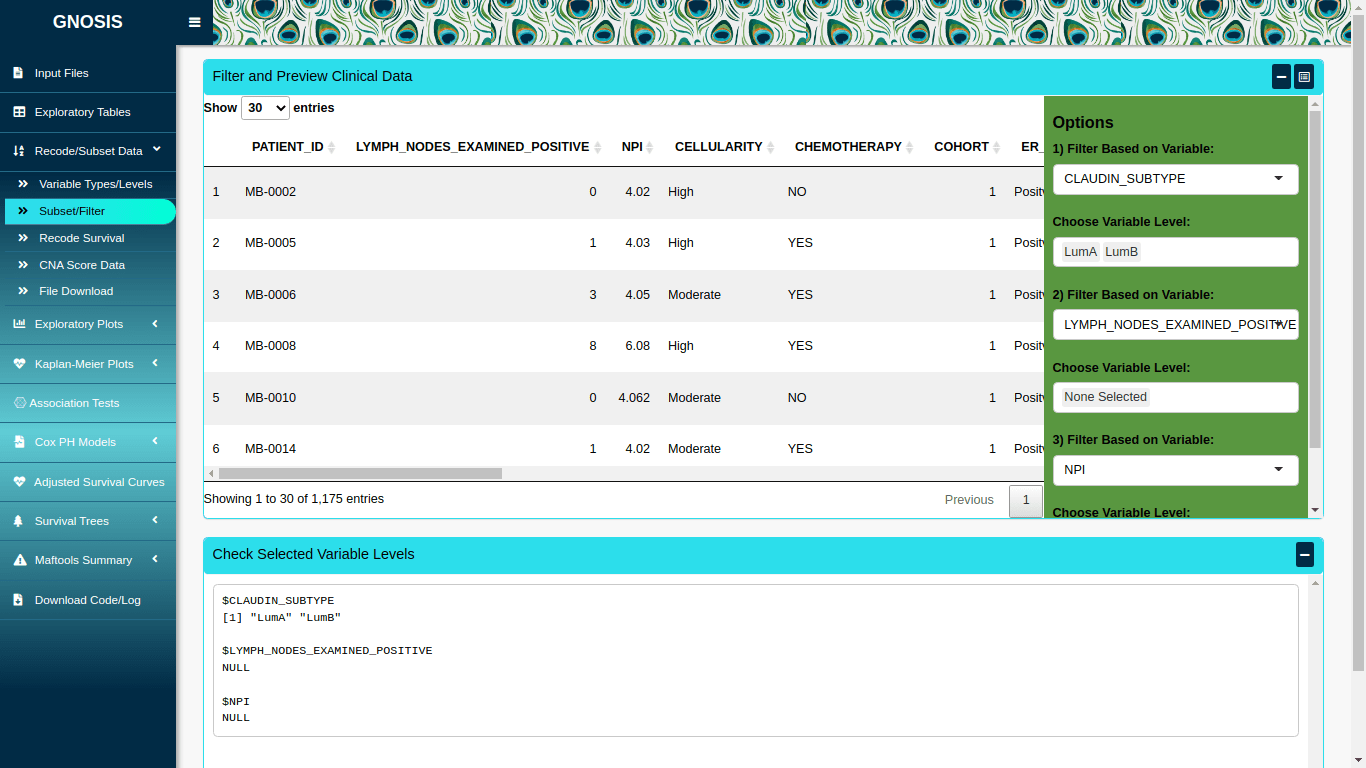 GNOSIS
Input Files
Exploratory Tables
Recode/Subset Data
Variable Types/Levels
Subset/Filter
Recode Survival
CNA Score Data
File Download
Exploratory Plots
Kaplan-Meier Plots
Association Tests
Cox PH Models
Adjusted Survival Curves
Survival Trees
Maftools Summary
Download Code/Log
Filter and Preview Clinical Data
Show 30 entries
PATIENT_ID LYMPH_NODES_EXAMINED_POSITIVE NPI CELLULARITY CHEMOTHERAPY COHORT ER_
1 MB-0002 0 4.02 High NO 1 Positv
2 MB-0005 1 4.03 High YES 1 Positv
3 MB-0006 3 4.05 Moderate YES 1 Positv
4 MB-0008 8 6.08 High YES 1 Positv
5 MB-0010 0 4.062 Moderate NO 1 Positv
6 MB-0014 1 4.02 Moderate YES 1 Positv
Showing 1 to 30 of 1,175 entries
Previous 1
Options
1) Filter Based on Variable:
CLAUDIN_SUBTYPE
Choose Variable Level:
LumA LumB
2) Filter Based on Variable:
LYMPH_NODES_EXAMINED_POSITIVE
Choose Variable Level:
None Selected
3) Filter Based on Variable:
NPI
Choose Variable Level:
Check Selected Variable Levels
$CLAUDIN_SUBTYPE
[1] "LumA" "LumB"
$LYMPH_NODES_EXAMINED_POSITIVE
NULL
$NPI
NULL